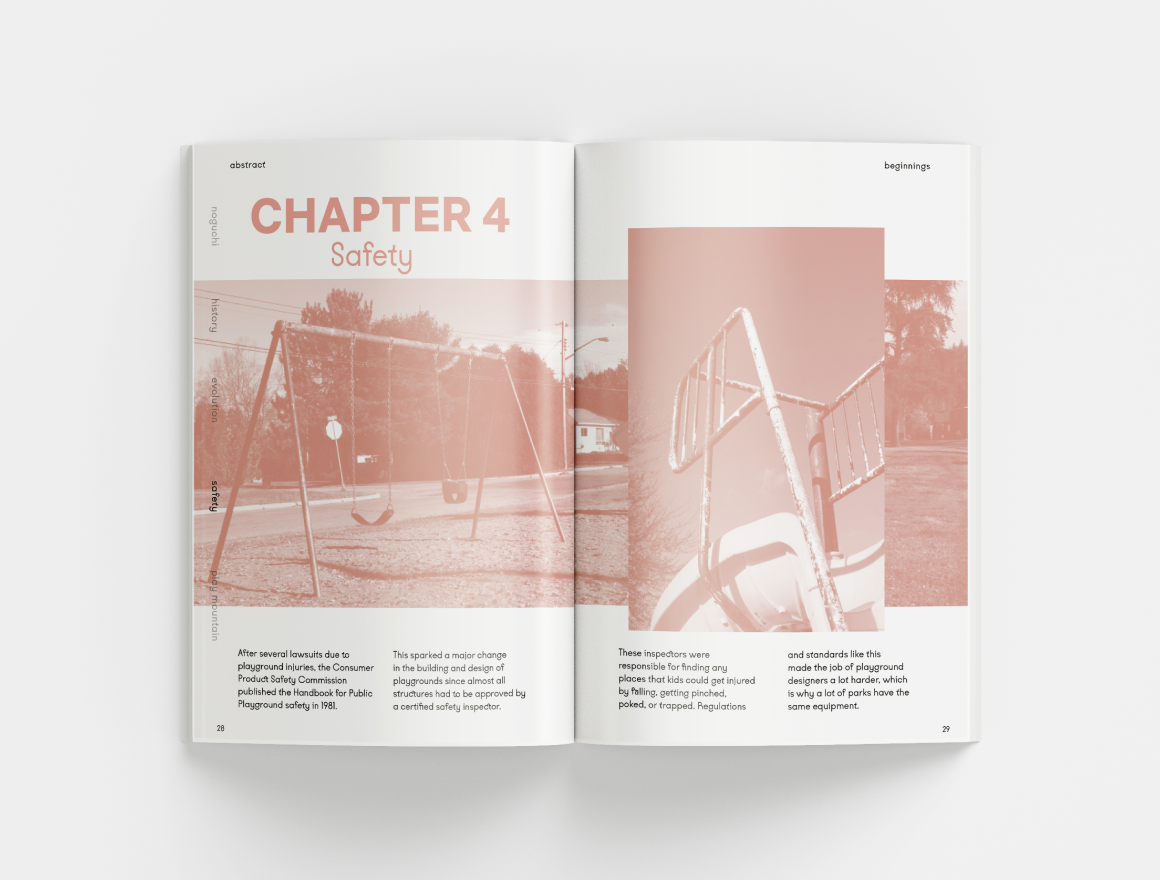 abstract
CHAPTER 4
Safety
noguchi
history
evolution
safety
play mountain
After several lawsuits due to
playground injuries, the Consumer
Product Safety Commission
published the Handbook for Public
Playground safety in 1981.
This sparked a major change
in the building and design of
playgrounds since almost all
structures had to be approved by
a certified safety inspector.
28
beginnings
These inspectors were
responsible for finding any
places that kids could get injured
by falling, getting pinched,
poked, or trapped. Regulations
and standards like this
made the job of playground
designers a lot harder, which
is why a lot of parks have the
same equipment.
29